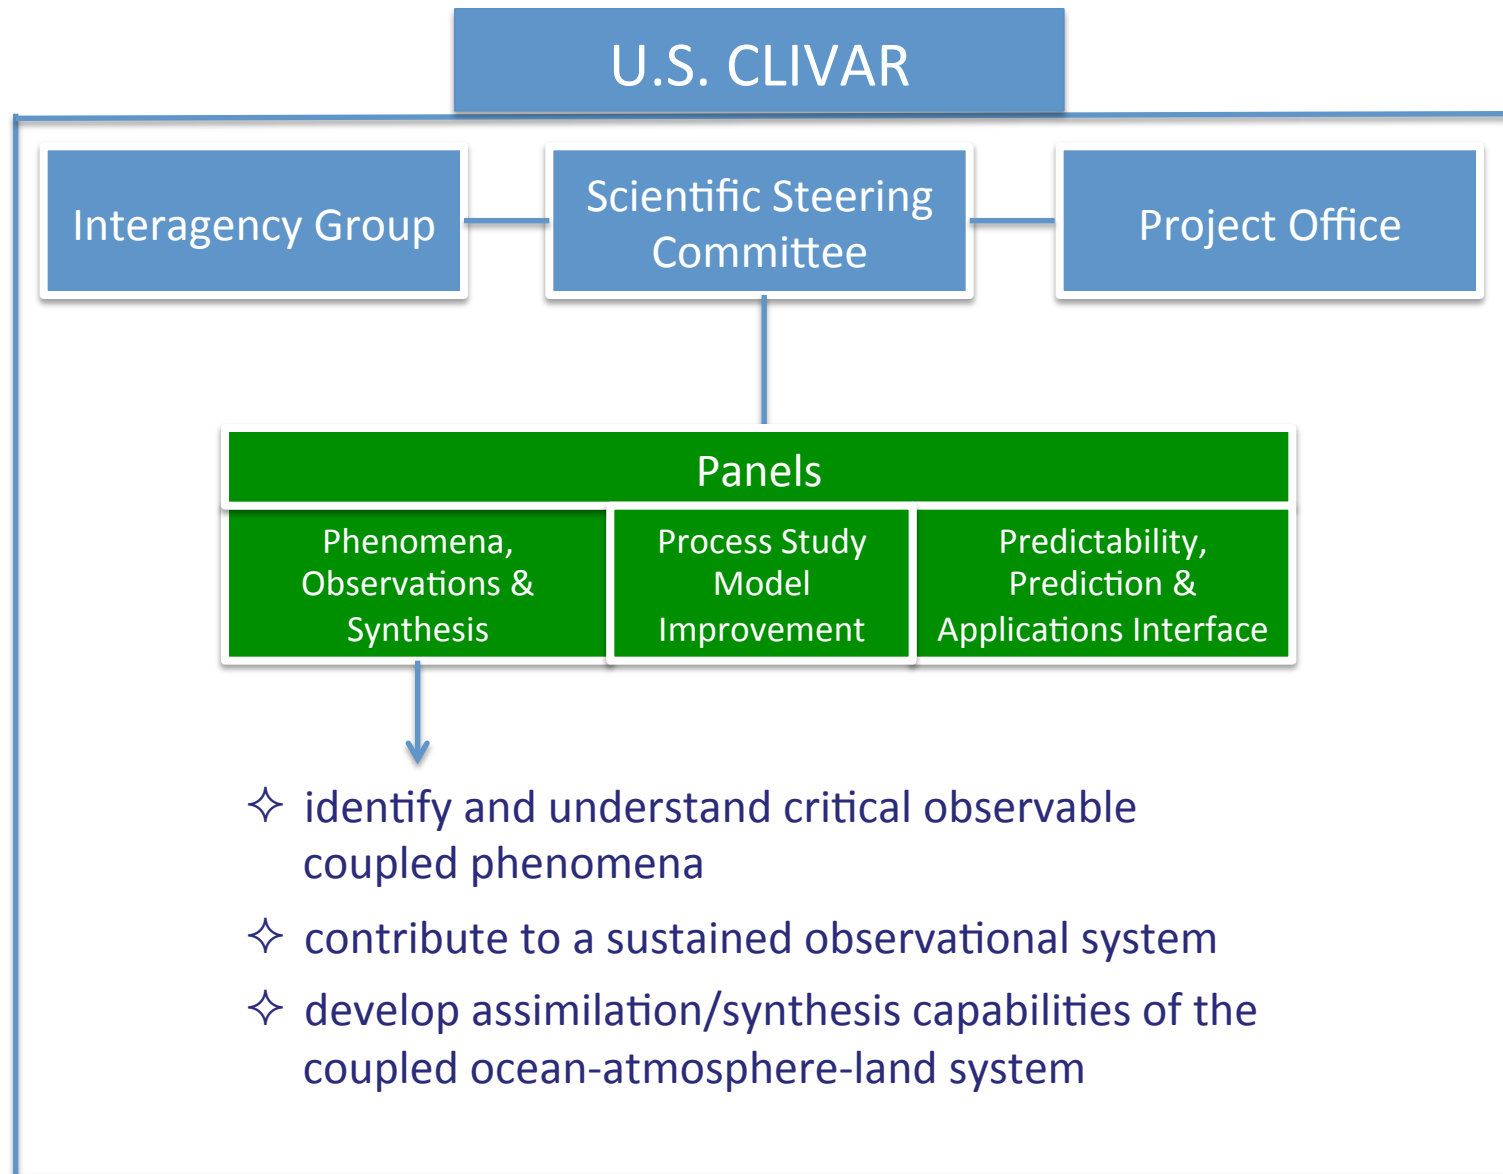 U.S. CLIVAR
Interagency Group
Scientific Steering
Committee
Project Office
Panels
Phenomena,
Observations &
Synthesis
Process Study
Model
Improvement
Predictability,
Prediction &
Applications Interface
✧ identify and understand critical observable
coupled phenomena
✧ contribute to a sustained observational system
✧ develop assimilation/synthesis capabilities of the
coupled ocean-atmosphere-land system